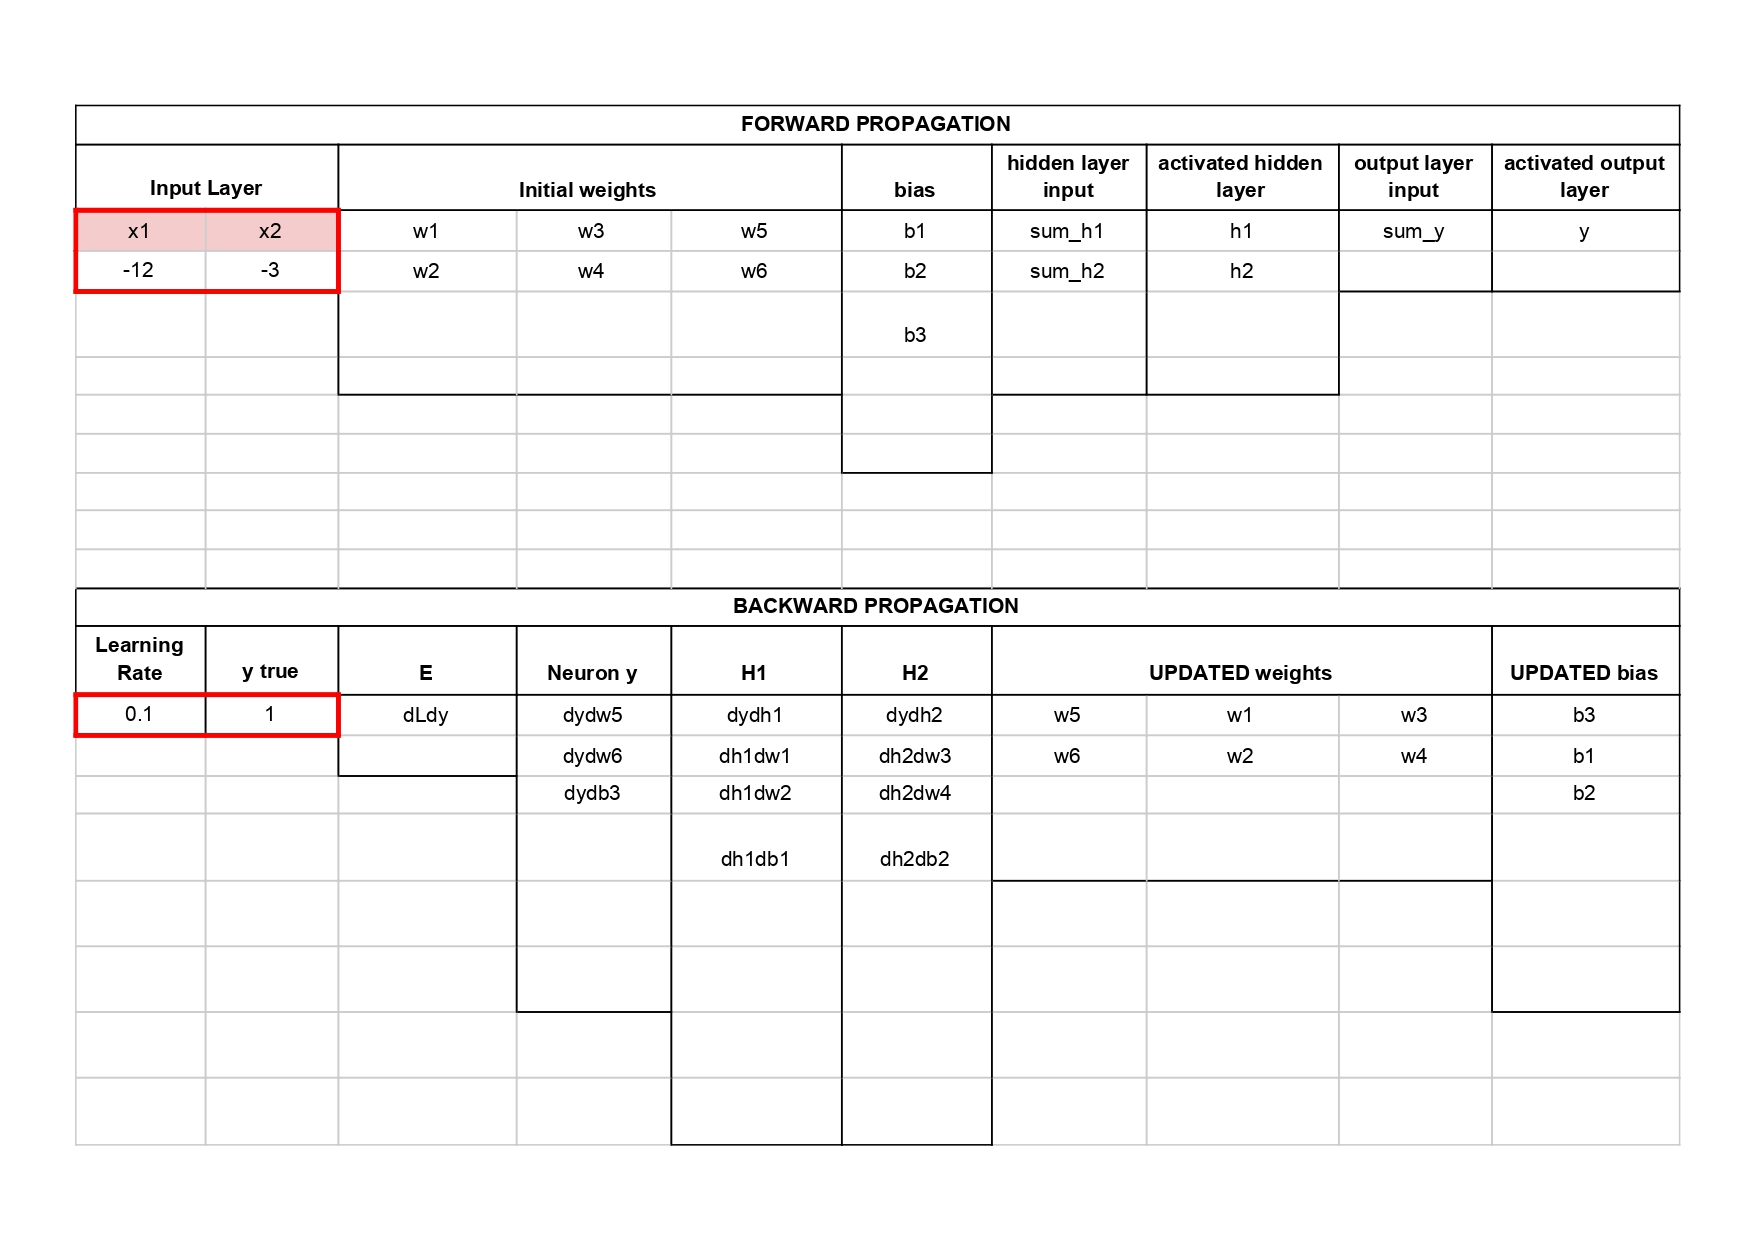 FORWARD PROPAGATION
Input Layer Initial weights bias hidden layer input activated hidden layer output layer input activated output layer
x1 x2 w1 w3 w5 b1 sum_h1 h1 sum_y y
-12 -3 w2 w4 w6 b2 sum_h2 h2
b3
BACKWARD PROPAGATION
Learning Rate y true E Neuron y H1 H2 UPDATED weights UPDATED bias
0.1 1 dLdy dydw5 dydh1 dydh2 w5 w1 w3 b3
dydw6 dh1dw1 dh2dw3 w6 w2 w4 b1
dydb3 dh1dw2 dh2dw4 b2
dh1db1 dh2db2